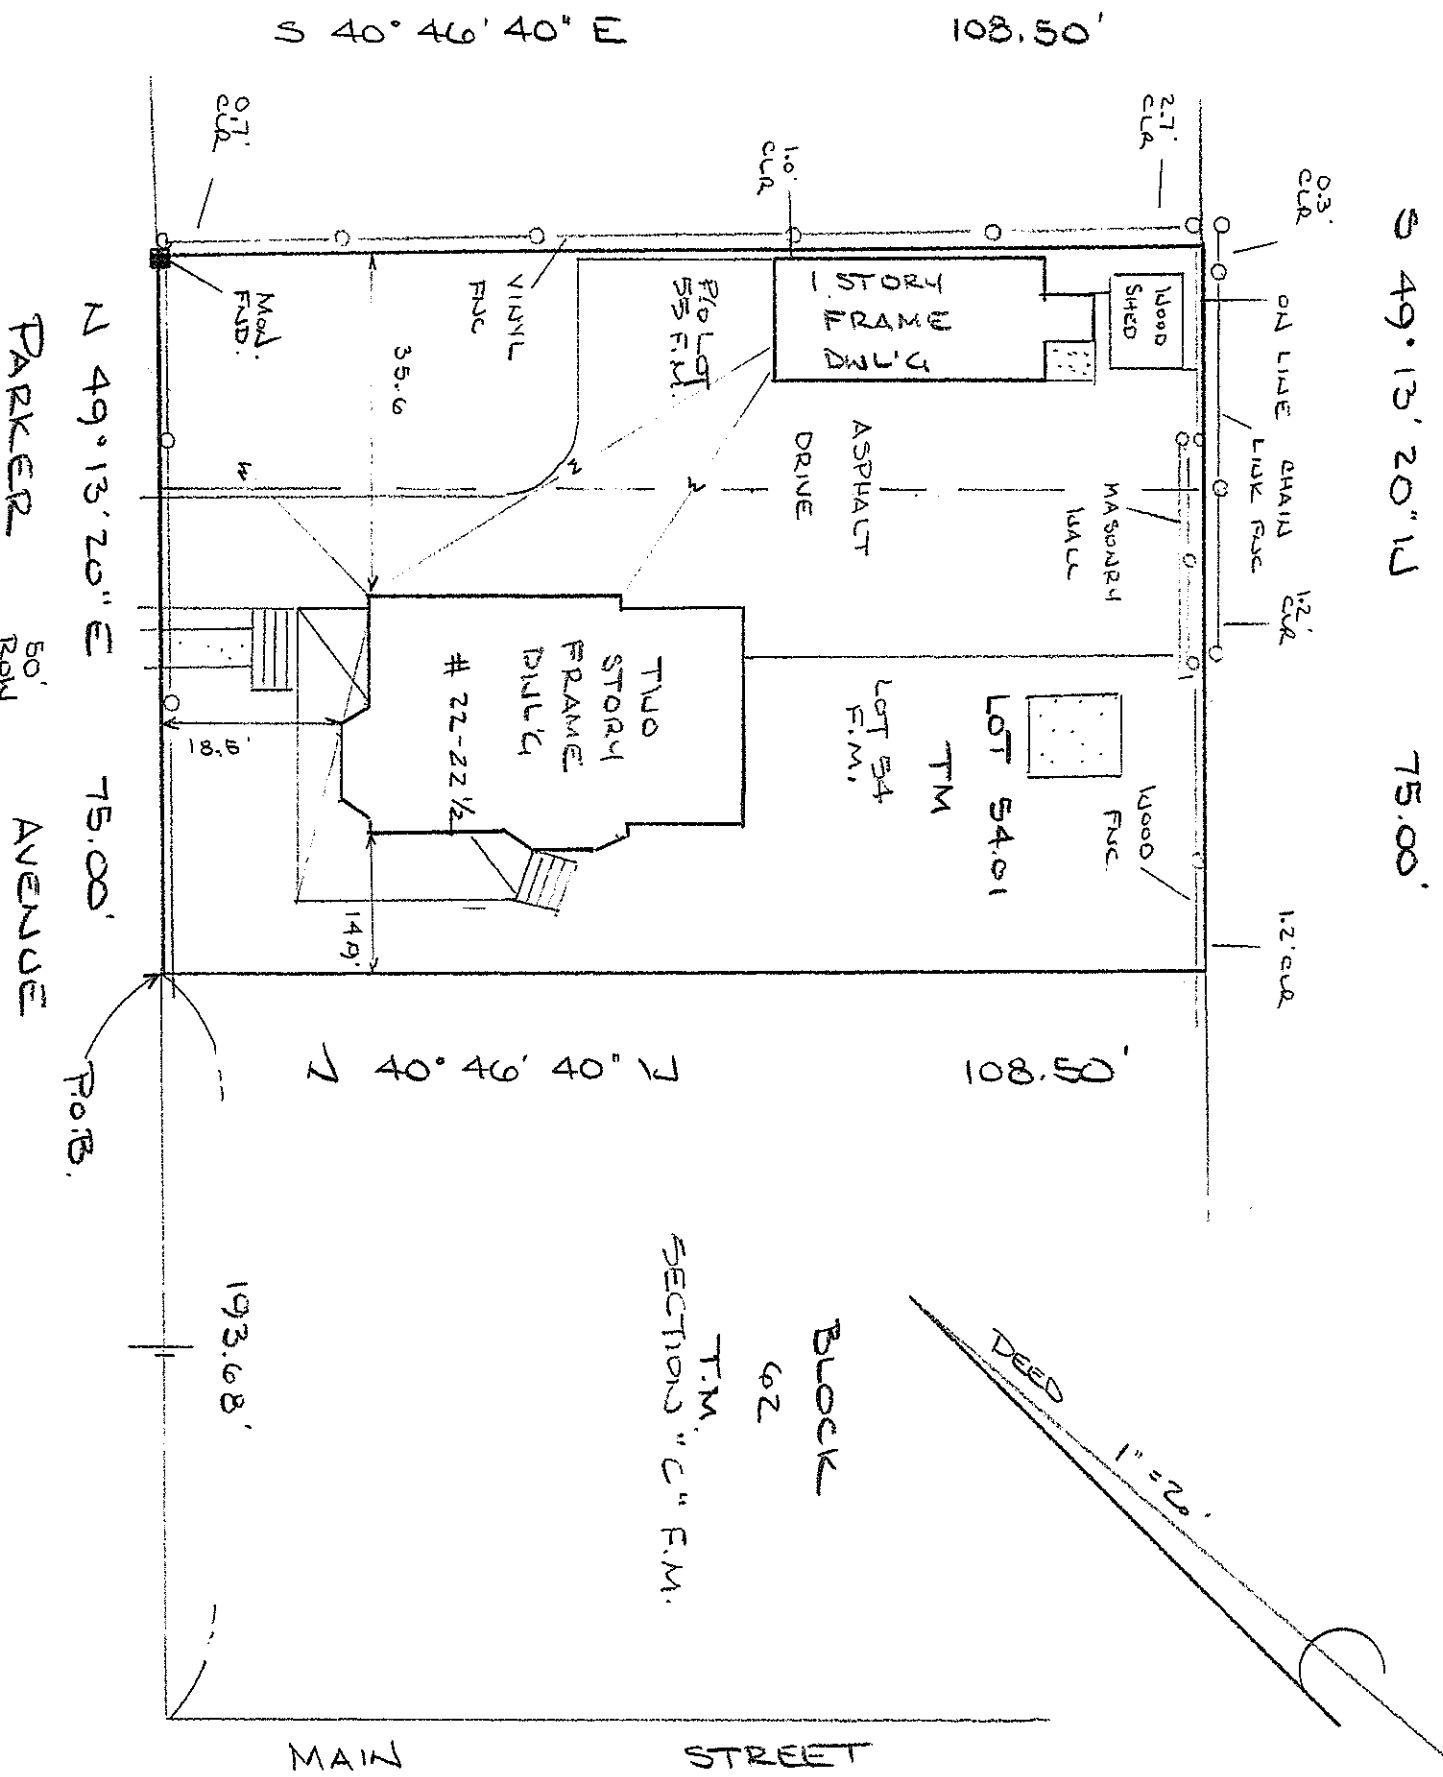 S 40° 46' 40" E
108.50'
S 49° 13' 20" W
75.00'
0.7'
CLR
1.0'
CLR
2.7'
CLR
0.3'
CLR
ON LINE CHAIN
LINK FNC
1.2'
CLR
1.2' CLR
WOOD
SHED
1 STORY
FRAME
DWL'G
P/O LOT
55 F.M.
VINYL
FNC
MON.
FND.
35.6
ASPHALT
DRIVE
MASONRY
WALL
W
W
W
TWO
STORY
FRAME
DWL'G
# 22-22 1/2
LOT 54.01
TM
LOT 54
F.M.
WOOD
FNC
18.5'
14.9'
N 49° 13' 20" E
75.00'
PARKER
AVENUE
50'
ROW
P.O.B.
N 40° 46' 40" W
108.50'
193.68'
BLOCK
62
T.M.
SECTION "C" F.M.
DEED
1" = 20'
MAIN
STREET